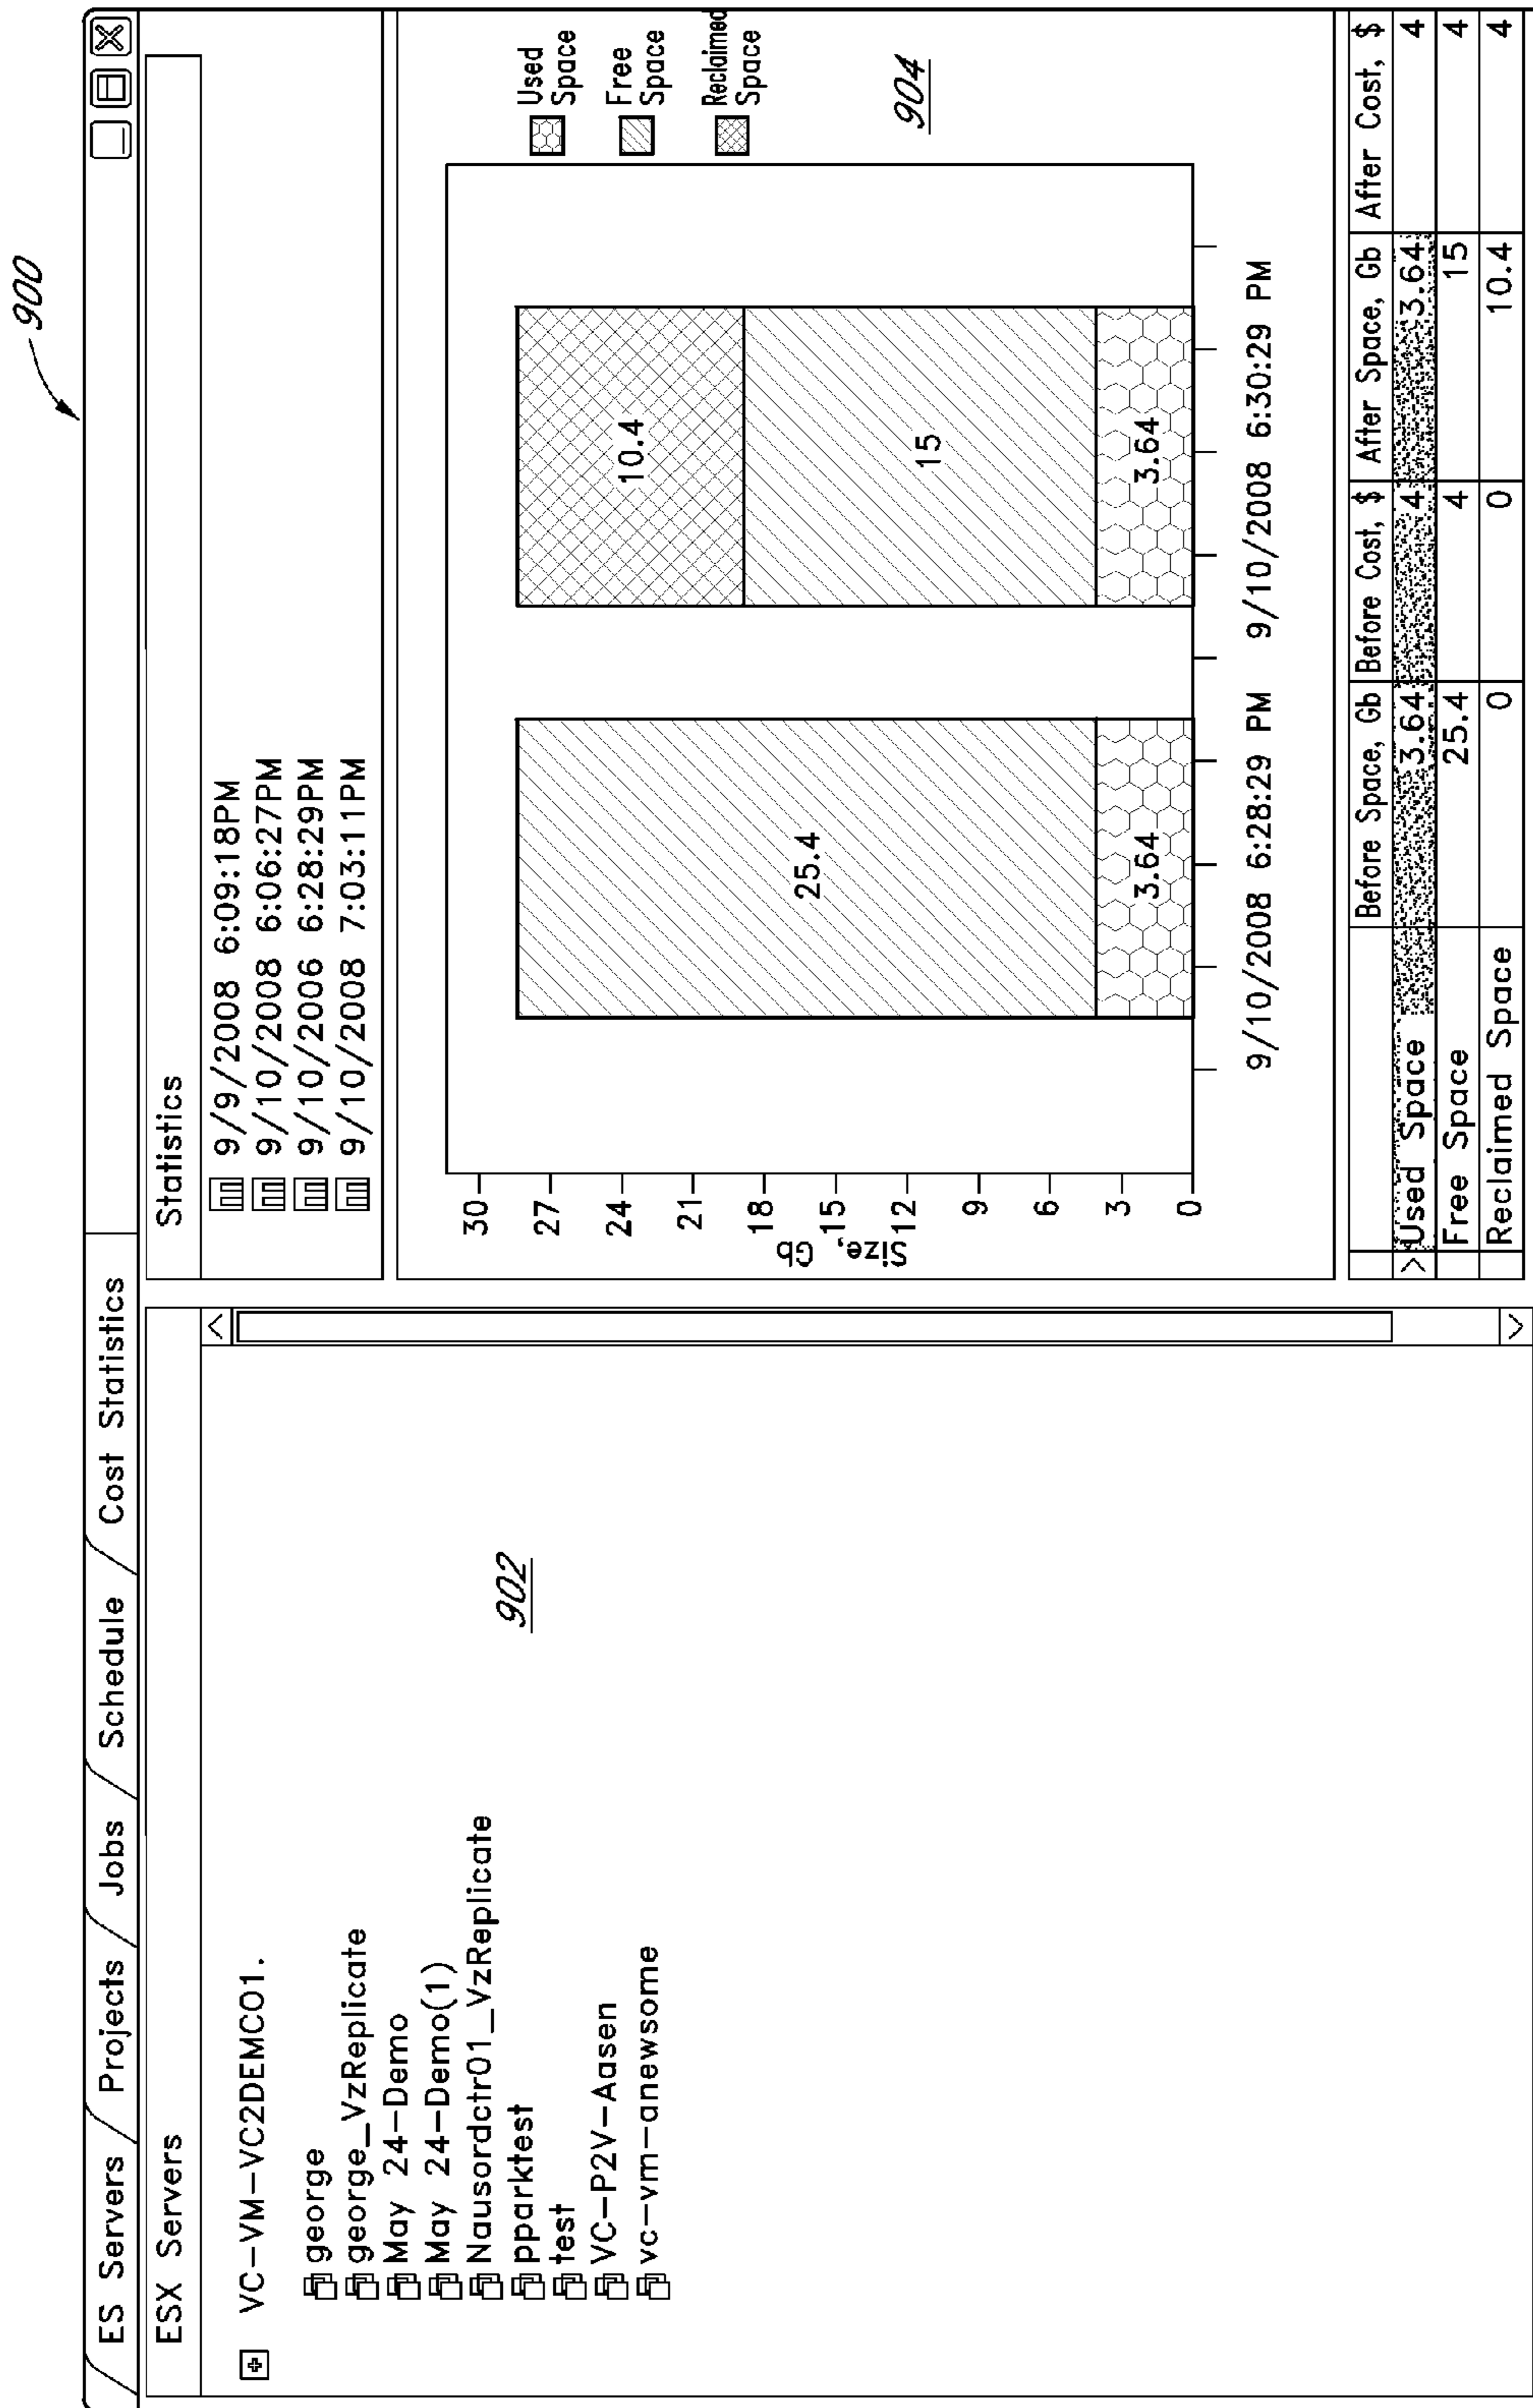 900
ES Servers Projects Jobs Schedule Cost Statistics
ESX Servers
VC-VM-VC2DEMC01.
george
george_VzReplicate
May 24-Demo
May 24-Demo(1)
Nausordctr01_VzReplicate
pparktest
test
VC-P2V-Aasen
vc-vm-anewsome
902
Statistics
9/9/2008 6:09:18PM
9/10/2008 6:06:27PM
9/10/2006 6:28:29PM
9/10/2008 7:03:11PM
Size, Gb
30
27
24
21
18
15
12
9
6
3
0
25.4
3.64
10.4
15
3.64
9/10/2008 6:28:29 PM 9/10/2008 6:30:29 PM
Used Space
Free Space
Reclaimed Space
904
Before Space, Gb Before Cost, $ After Space, Gb After Cost, $
> Used Space 3.64 4 3.64 4
Free Space 25.4 4 15 4
Reclaimed Space 0 0 10.4 4